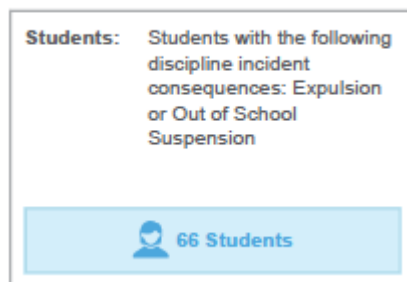 Students: Students with the following
discipline incident
consequences: Expulsion
or Out of School
Suspension
66 Students